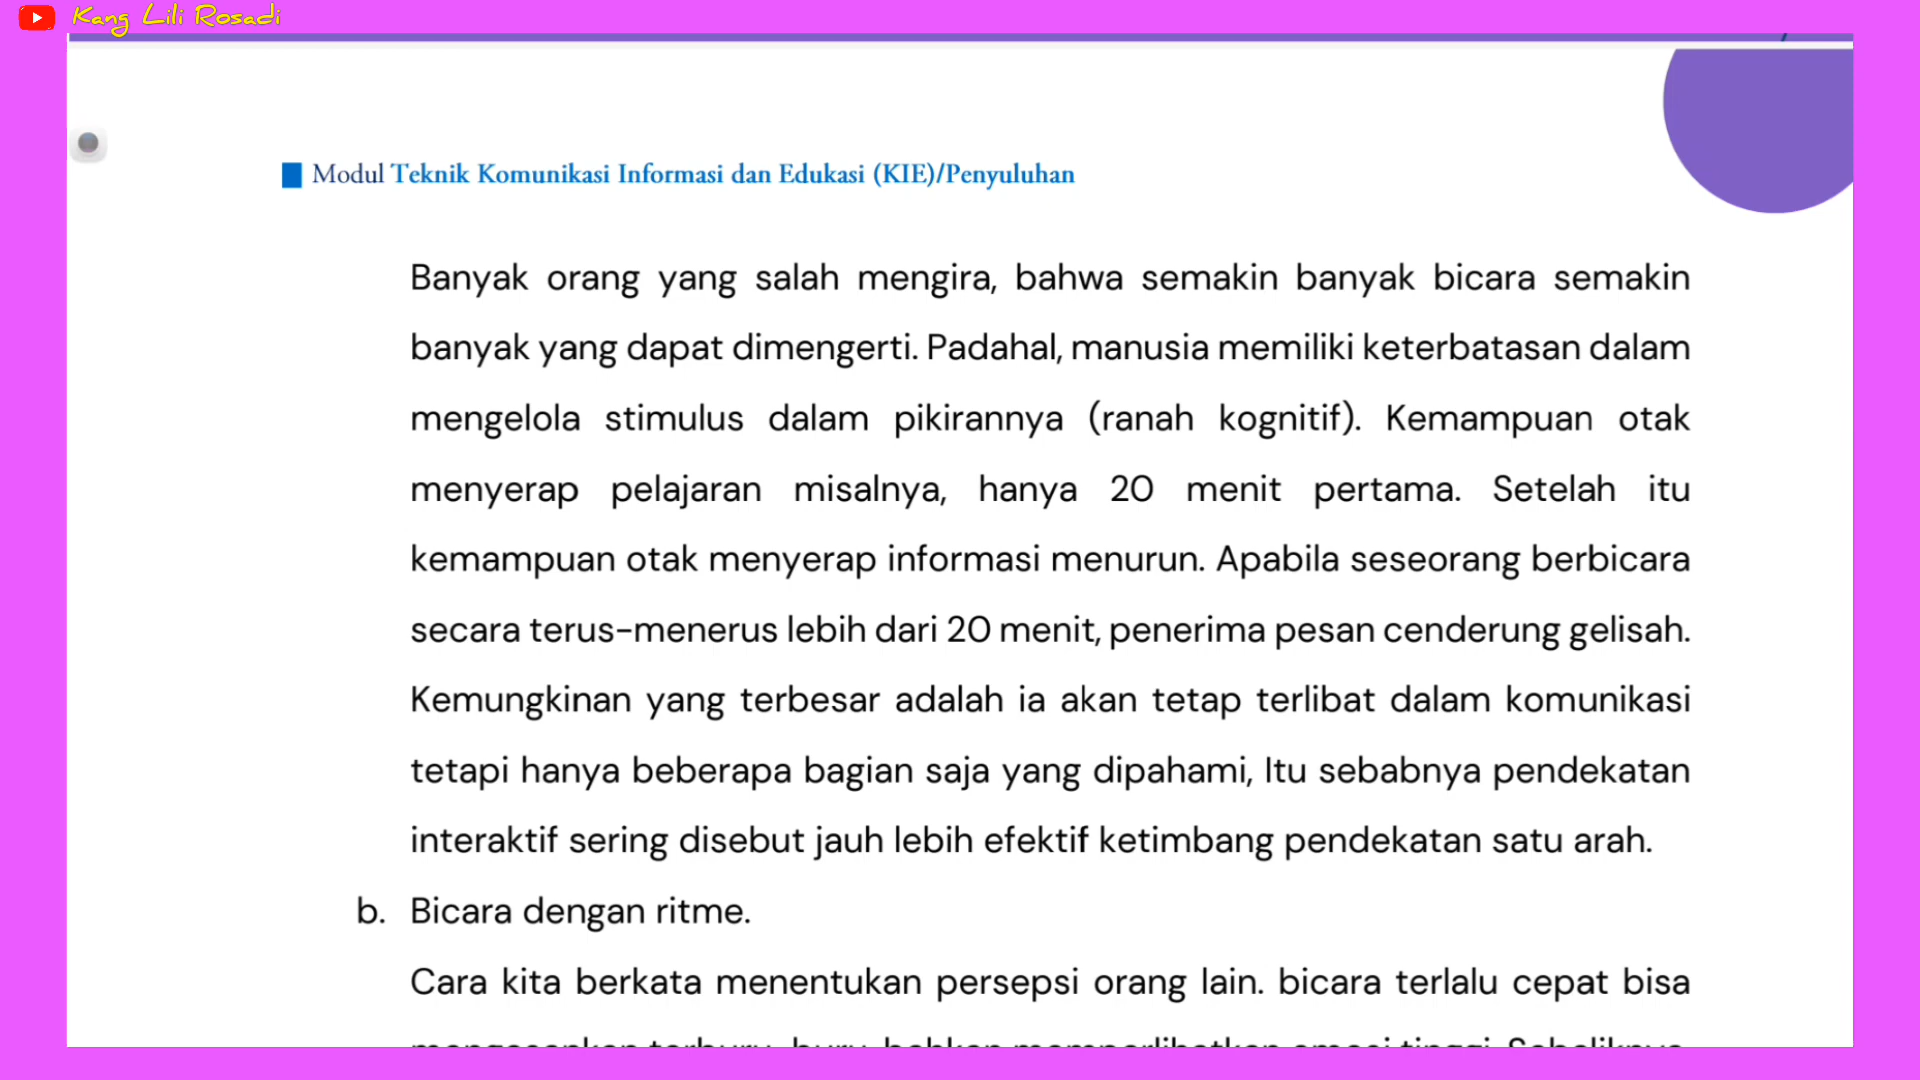 Kang Lili Rosadi
Modul Teknik Komunikasi Informasi dan Edukasi (KIE)/Penyuluhan
Banyak orang yang salah mengira, bahwa semakin banyak bicara semakin
banyak yang dapat dimengerti. Padahal, manusia memiliki keterbatasan dalam
mengelola stimulus dalam pikirannya (ranah kognitif). Kemampuan otak
menyerap pelajaran misalnya, hanya 20 menit pertama. Setelah itu
kemampuan otak menyerap informasi menurun. Apabila seseorang berbicara
secara terus-menerus lebih dari 20 menit, penerima pesan cenderung gelisah.
Kemungkinan yang terbesar adalah ia akan tetap terlibat dalam komunikasi
tetapi hanya beberapa bagian saja yang dipahami, Itu sebabnya pendekatan
interaktif sering disebut jauh lebih efektif ketimbang pendekatan satu arah.
b. Bicara dengan ritme.
Cara kita berkata menentukan persepsi orang lain. bicara terlalu cepat bisa